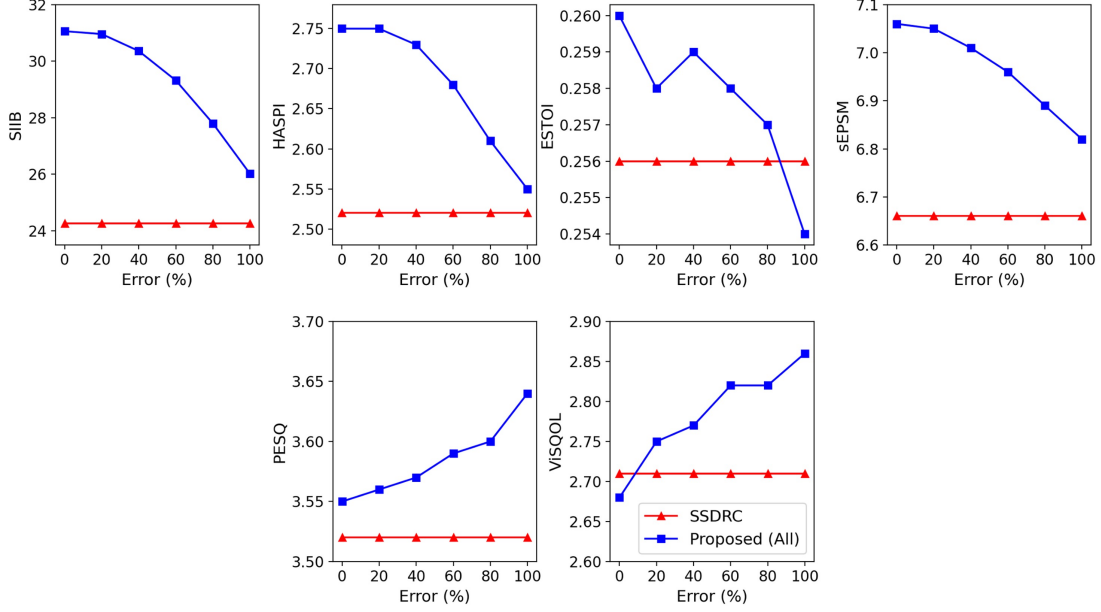 SIIB
32
30
28
26
24
0 20 40 60 80 100
Error (%)
HASPI
2.75
2.70
2.65
2.60
2.55
2.50
0 20 40 60 80 100
Error (%)
ESTOI
0.260
0.259
0.258
0.257
0.256
0.255
0.254
0 20 40 60 80 100
Error (%)
sEPSM
7.1
7.0
6.9
6.8
6.7
6.6
0 20 40 60 80 100
Error (%)
PESQ
3.70
3.65
3.60
3.55
3.50
0 20 40 60 80 100
Error (%)
ViSQOL
2.90
2.85
2.80
2.75
2.70
2.65
2.60
SSDRC
Proposed (All)
0 20 40 60 80 100
Error (%)